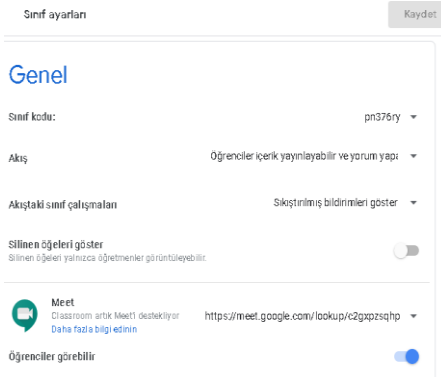 Sınıf ayarları
Kaydet
Genel
Sınıf kodu:
pn376ry
Akış
Öğrenciler içerik yayınlayabilir ve yorum yapa
Akıştaki sınıf çalışmaları
Sıkıştırılmış bildirimleri göster
Silinen öğeleri göster
Silinen öğeleri yalnızca öğretmenler görüntüleyebilir.
Meet
Classroom artık Meet'i destekliyor
https://meet.google.com/lookup/c2gxpzsqhp
Daha fazla bilgi edinin
Öğrenciler görebilir